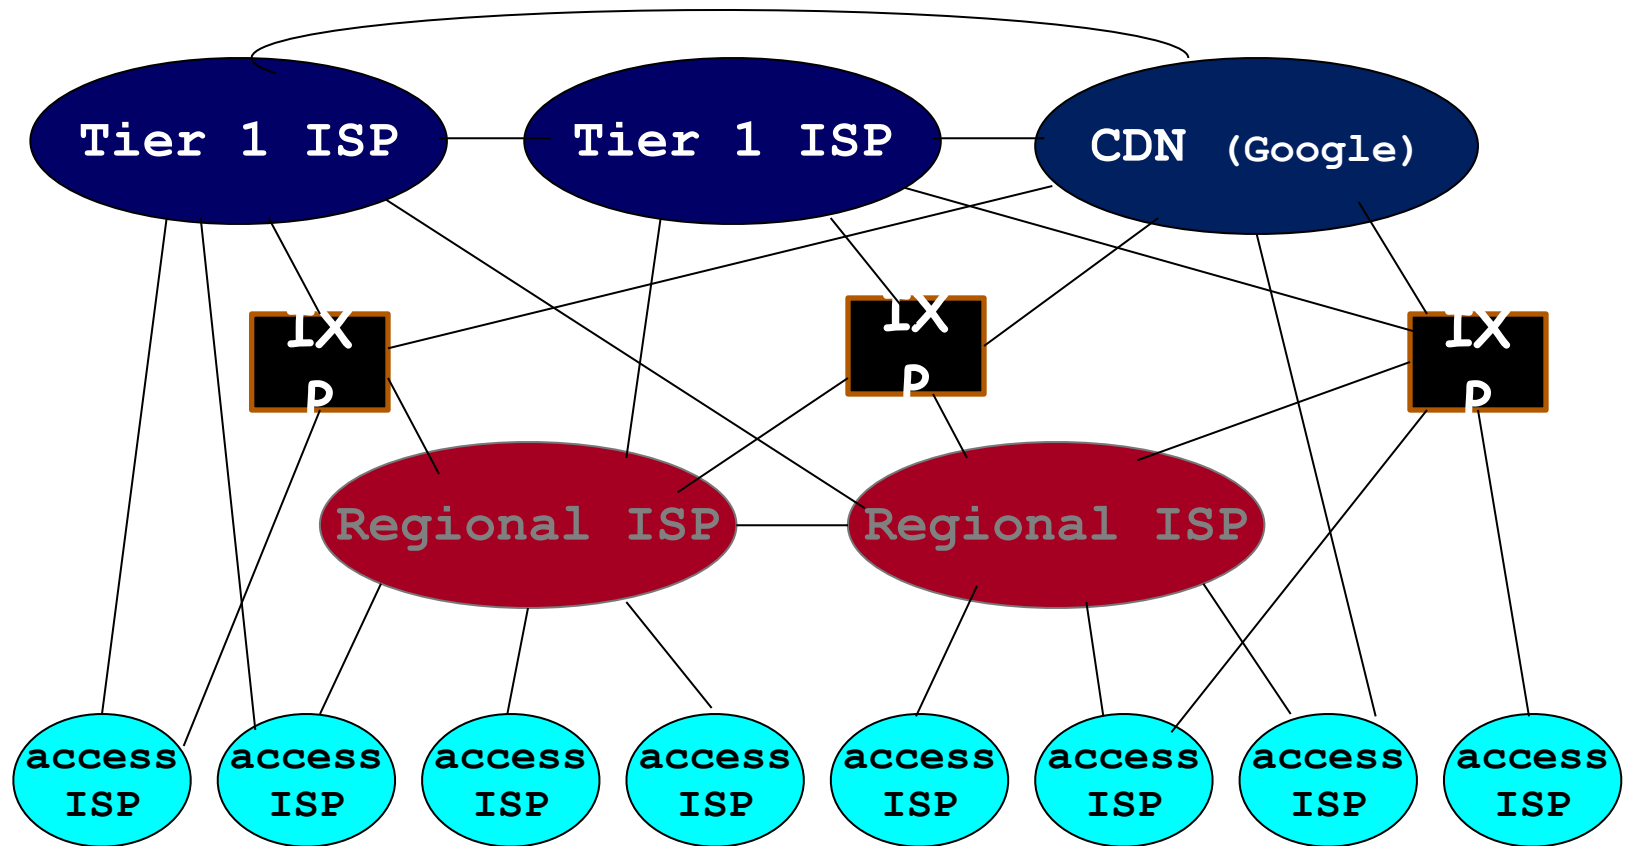 Tier 1 ISP
Tier 1 ISP
CDN (Google)
IX
P
IX
P
IX
P
Regional ISP
Regional ISP
access
ISP
access
ISP
access
ISP
access
ISP
access
ISP
access
ISP
access
ISP
access
ISP